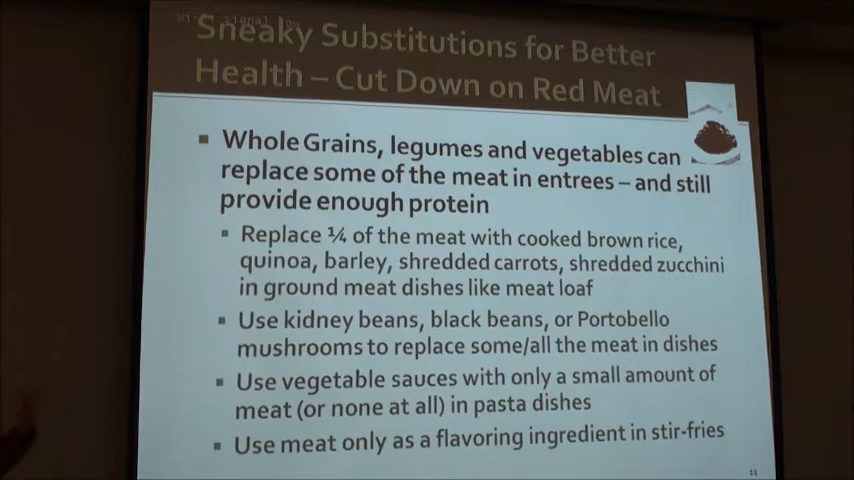 Sneaky Substitutions for Better
Health – Cut Down on Red Meat
Whole Grains, legumes and vegetables can
replace some of the meat in entrees – and still
provide enough protein
Replace ¼ of the meat with cooked brown rice,
quinoa, barley, shredded carrots, shredded zucchini
in ground meat dishes like meat loaf
Use kidney beans, black beans, or Portobello
mushrooms to replace some/all the meat in dishes
Use vegetable sauces with only a small amount of
meat (or none at all) in pasta dishes
Use meat only as a flavoring ingredient in stir-fries
11